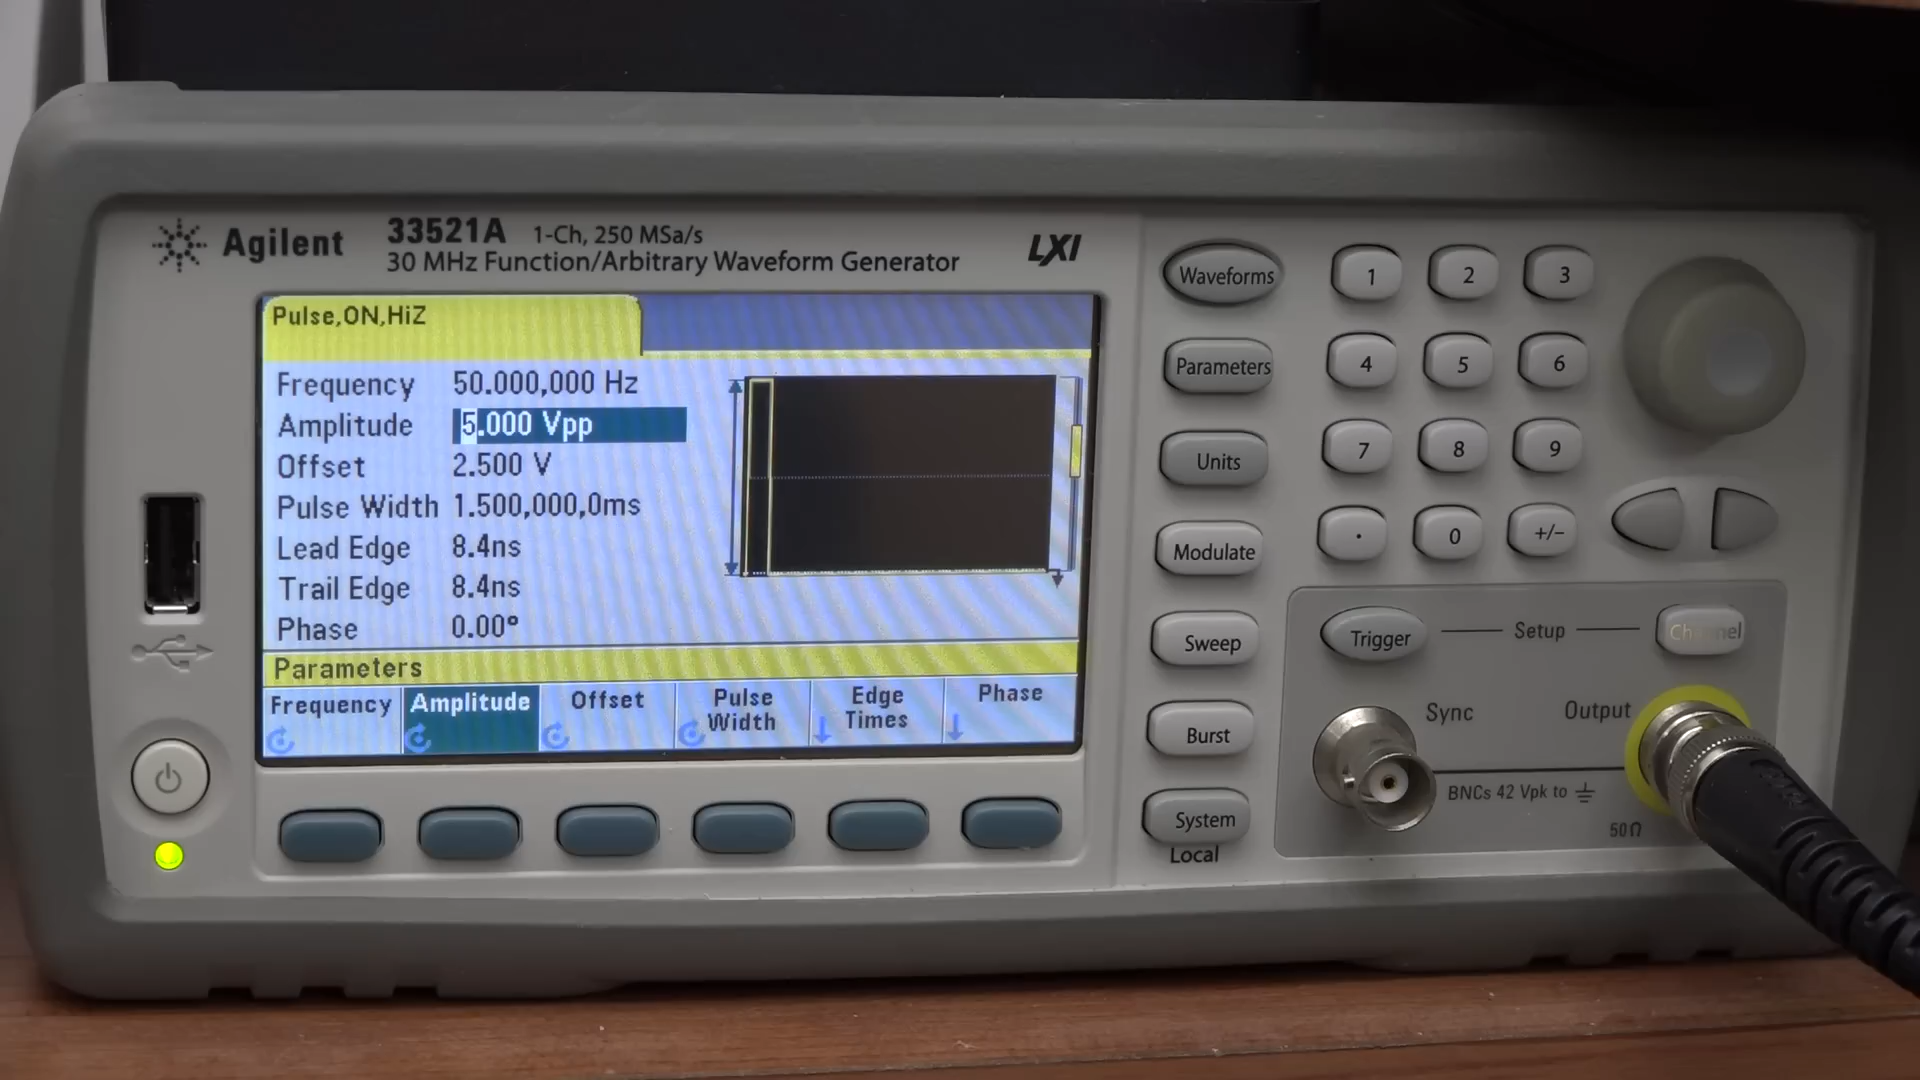 Agilent 33521A 1-Ch, 250 MSa/s
30 MHz Function/Arbitrary Waveform Generator
LXI
Pulse,ON,HiZ
Frequency 50.000,000 Hz
Amplitude 5.000 Vpp
Offset 2.500 V
Pulse Width 1.500,000,0ms
Lead Edge 8.4ns
Trail Edge 8.4ns
Phase 0.00°
Parameters
Frequency
Amplitude
Offset
Pulse
Width
Edge
Times
Phase
Waveforms
Parameters
Units
Modulate
Sweep
Burst
System
Local
1 2 3
4 5 6
7 8 9
. 0 +/−
Trigger Setup Channel
Sync Output
BNCs 42 Vpk to
50Ω